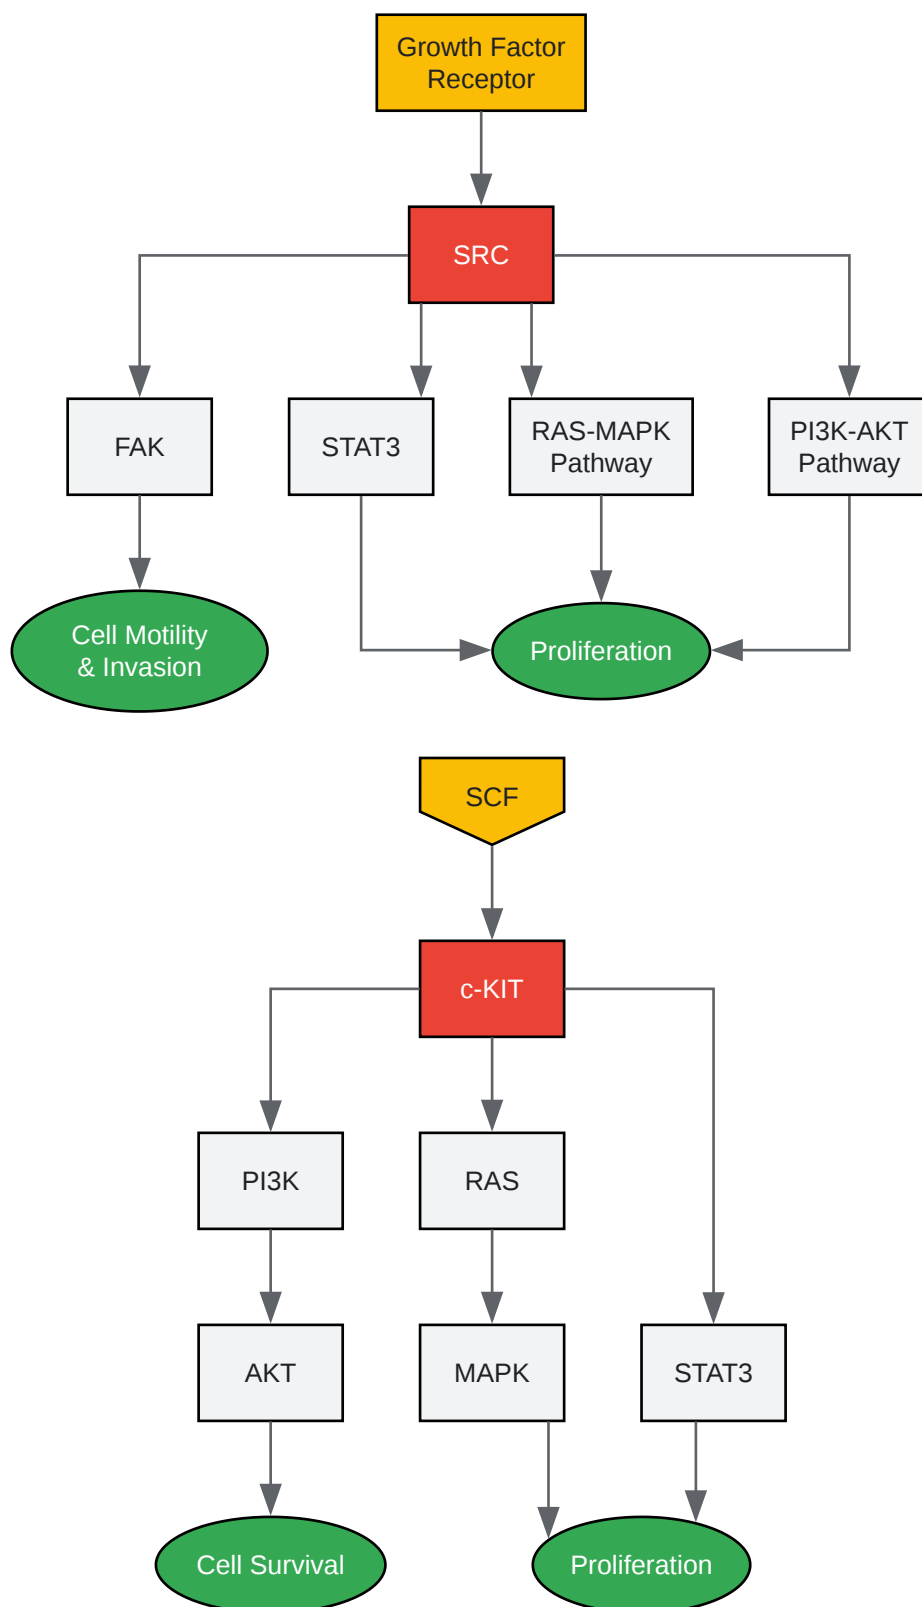 Growth Factor
Receptor
SRC
FAK
STAT3
RAS-MAPK
Pathway
PI3K-AKT
Pathway
Cell Motility
& Invasion
Proliferation
SCF
c-KIT
PI3K
RAS
AKT
MAPK
STAT3
Cell Survival
Proliferation